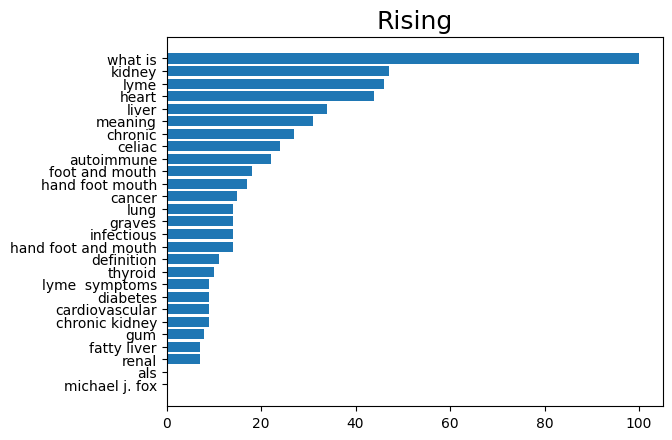 Rising
what is
kidney
lyme
heart
liver
meaning
chronic
celiac
autoimmune
foot and mouth
hand foot mouth
cancer
lung
graves
infectious
hand foot and mouth
definition
thyroid
lyme  symptoms
diabetes
cardiovascular
chronic kidney
gum
fatty liver
renal
als
michael j. fox
0 20 40 60 80 100